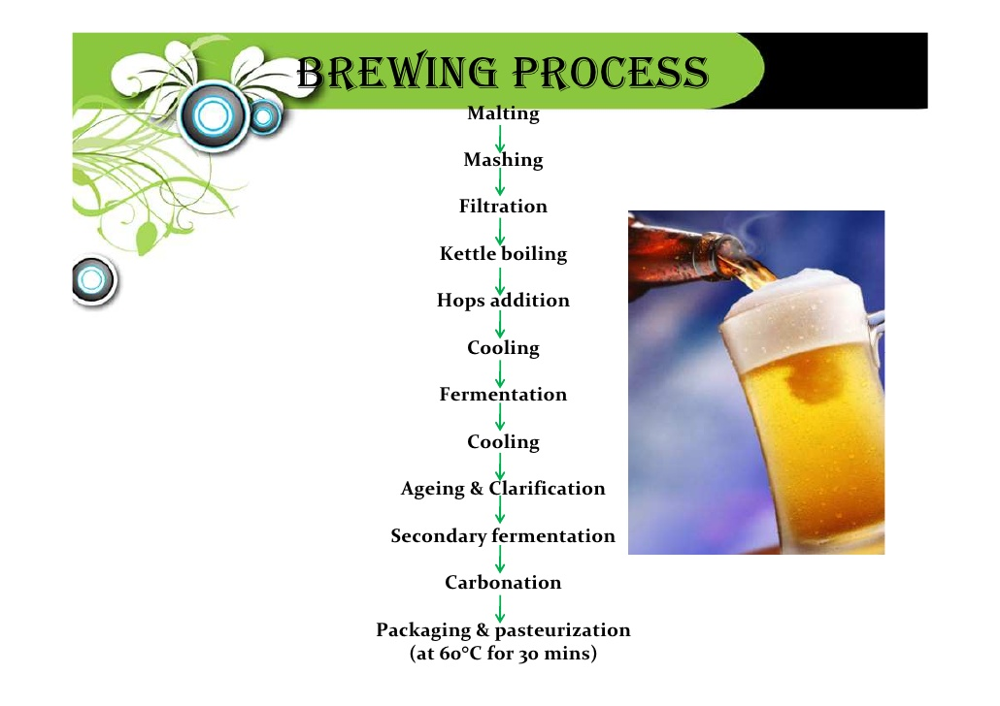 BREWING PROCESS
Malting
Mashing
Filtration
Kettle boiling
Hops addition
Cooling
Fermentation
Cooling
Ageing & Clarification
Secondary fermentation
Carbonation
Packaging & pasteurization
(at 60°C for 30 mins)